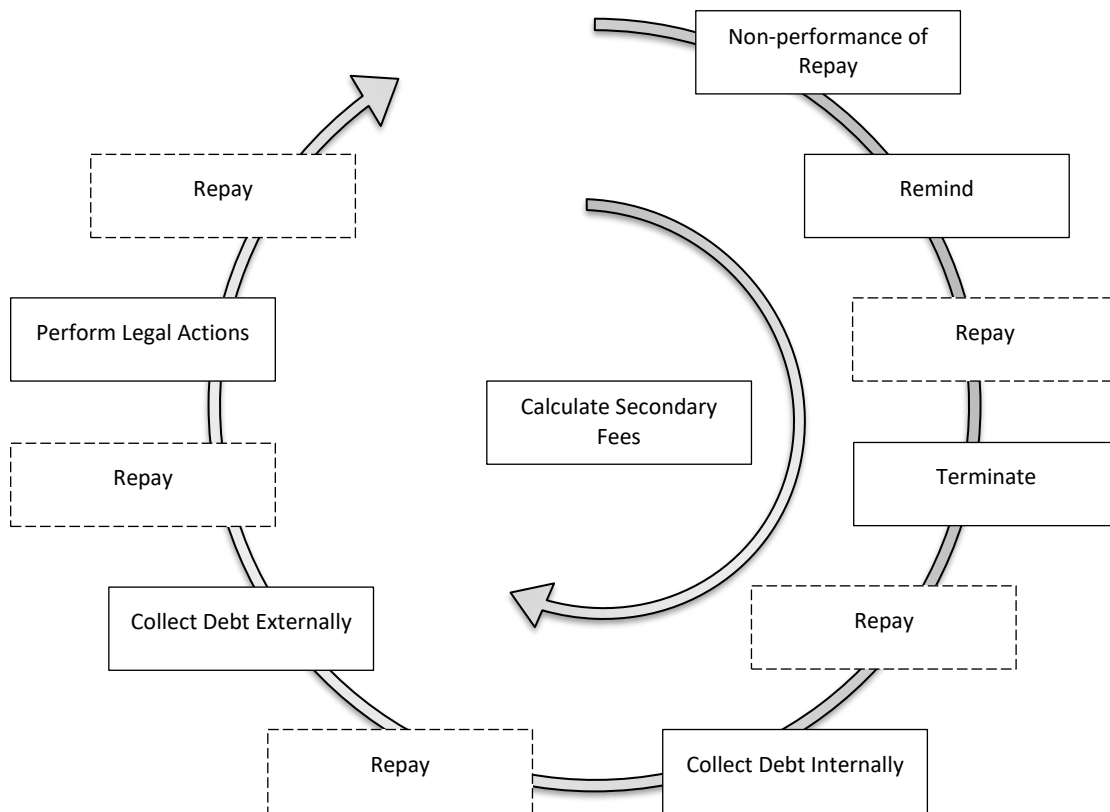 Non-performance of
Repay
Remind
Repay
Terminate
Repay
Collect Debt Internally
Repay
Collect Debt Externally
Repay
Perform Legal Actions
Repay
Calculate Secondary
Fees